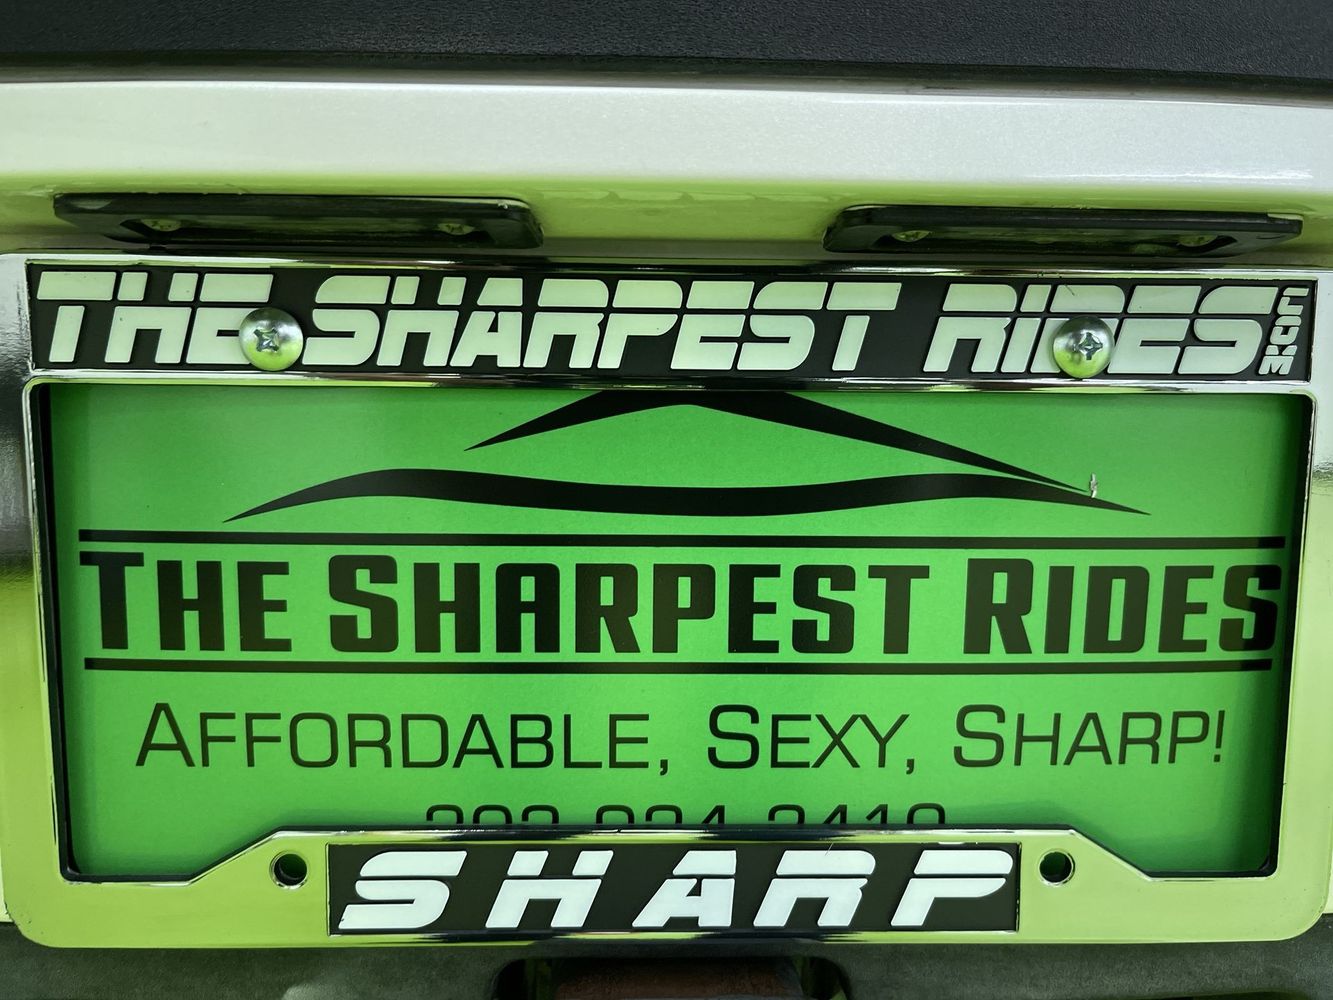 THE SHARPEST RIDES.COM
THE SHARPEST RIDES
AFFORDABLE, SEXY, SHARP!
SHARP